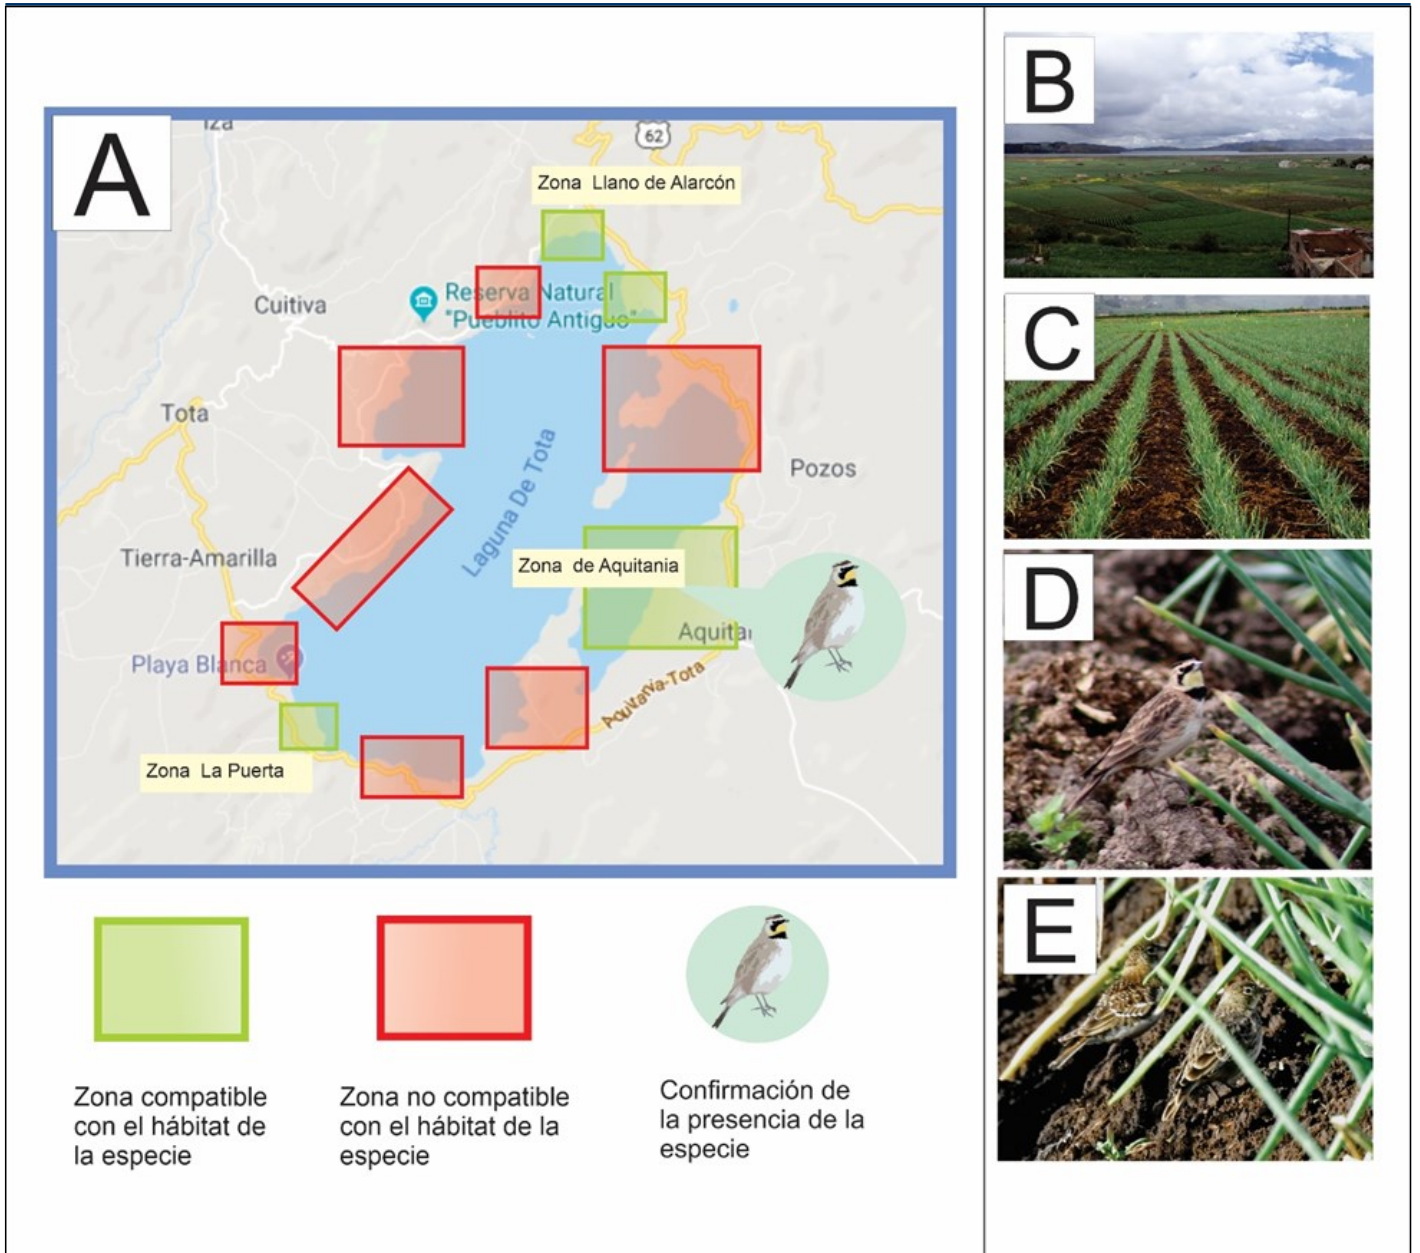 A
Iza
62
Zona Llano de Alarcón
Reserva Natural
"Pueblito Antiguo"
Cuitiva
Tota
Laguna De Tota
Pozos
Tierra-Amarilla
Zona de Aquitania
Aquitai
Playa Blanca
Aquitania-Tota
Zona La Puerta
Zona compatible
con el hábitat de
la especie
Zona no compatible
con el hábitat de la
especie
Confirmación de
la presencia de la
especie
B
C
D
E